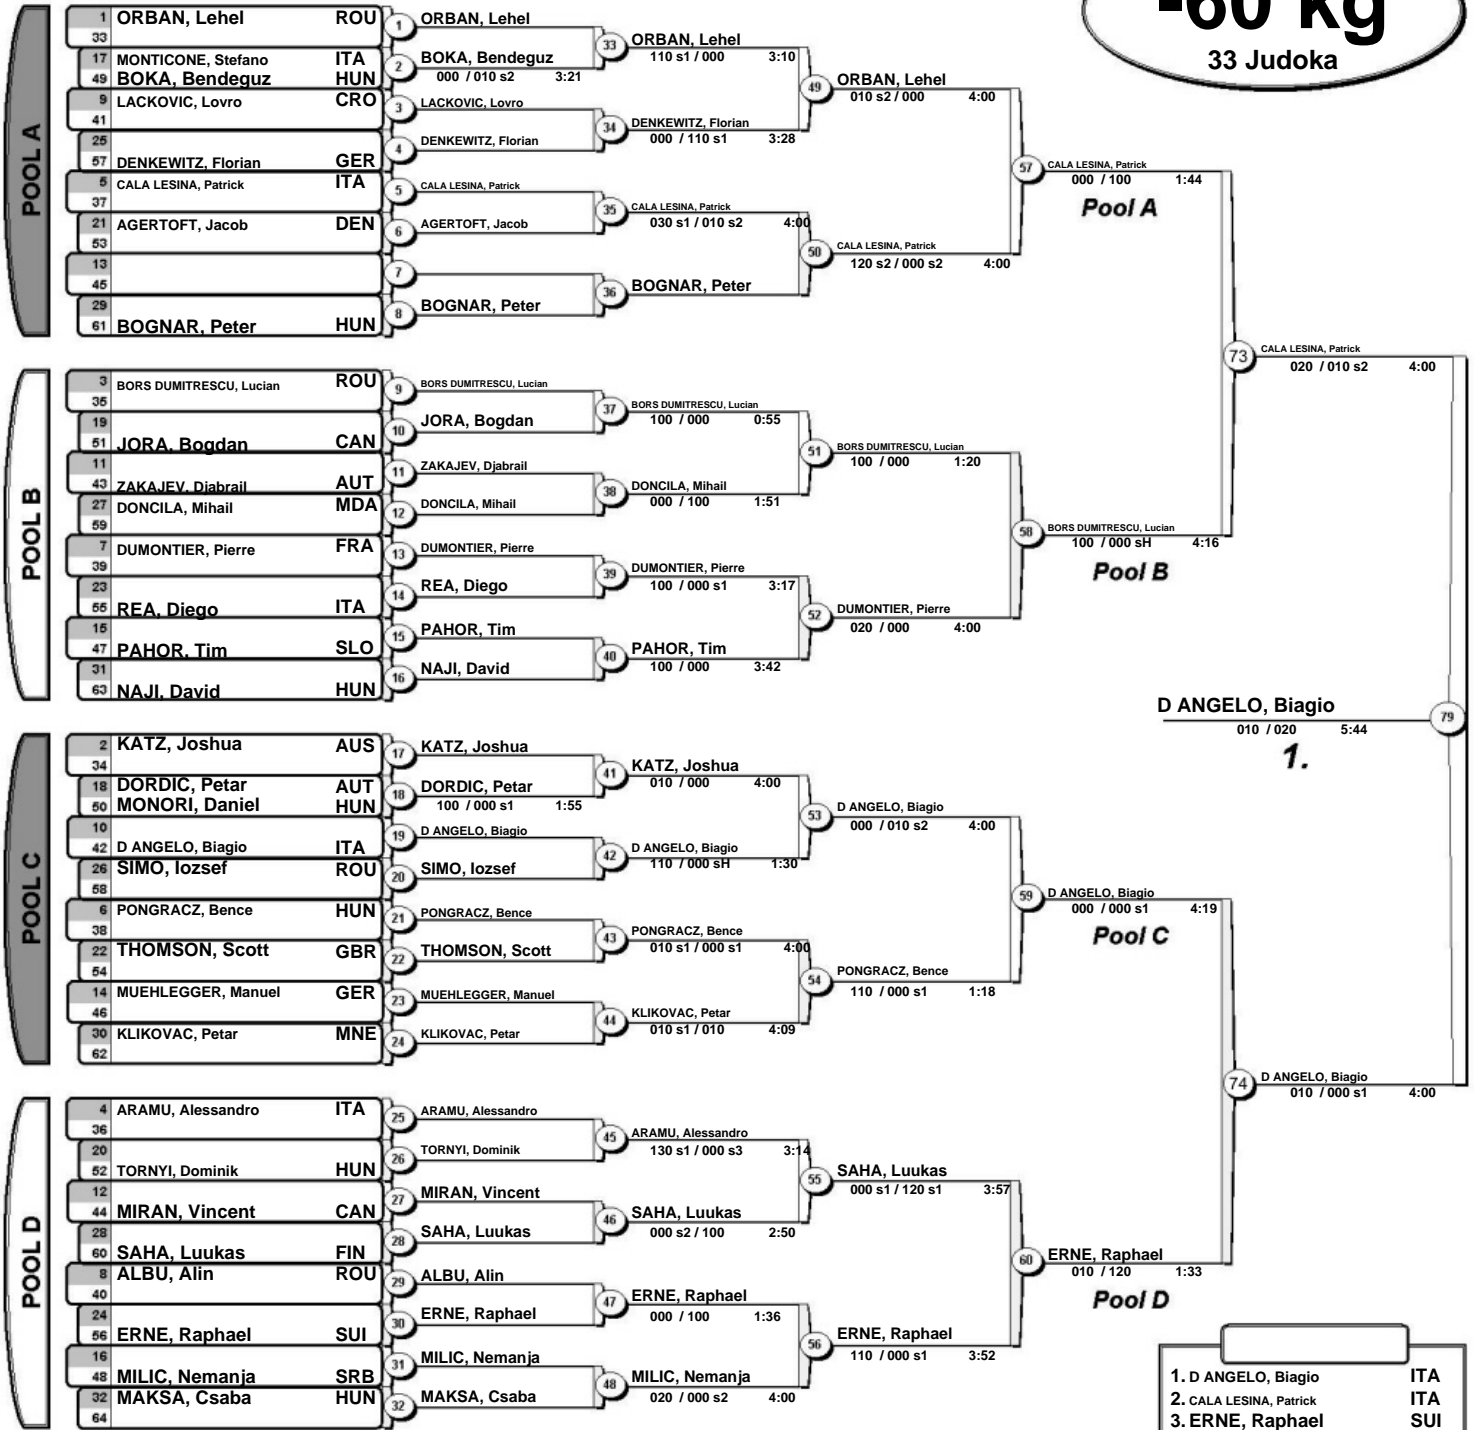 -60 kg
33 Judoka
POOL A
1 ORBAN, Lehel ROU
33
17 MONTICONE, Stefano ITA
49 BOKA, Bendeguz HUN
9 LACKOVIC, Lovro CRO
41
25
57 DENKEWITZ, Florian GER
5 CALA LESINA, Patrick ITA
37
21 AGERTOFT, Jacob DEN
53
13
45
29
61 BOGNAR, Peter HUN
1 ORBAN, Lehel
2 BOKA, Bendeguz
000 / 010 s2 3:21
3 LACKOVIC, Lovro
4 DENKEWITZ, Florian
5 CALA LESINA, Patrick
6 AGERTOFT, Jacob
7
8 BOGNAR, Peter
33 ORBAN, Lehel
110 s1 / 000 3:10
34 DENKEWITZ, Florian
000 / 110 s1 3:28
35 CALA LESINA, Patrick
030 s1 / 010 s2 4:00
36 BOGNAR, Peter
49 ORBAN, Lehel
010 s2 / 000 4:00
50 CALA LESINA, Patrick
120 s2 / 000 s2 4:00
57 CALA LESINA, Patrick
000 / 100 1:44
Pool A
POOL B
3 BORS DUMITRESCU, Lucian ROU
35
19
51 JORA, Bogdan CAN
11
43 ZAKAJEV, Djabrail AUT
27 DONCILA, Mihail MDA
59
7 DUMONTIER, Pierre FRA
39
23
55 REA, Diego ITA
15
47 PAHOR, Tim SLO
31
63 NAJI, David HUN
9 BORS DUMITRESCU, Lucian
10 JORA, Bogdan
11 ZAKAJEV, Djabrail
12 DONCILA, Mihail
13 DUMONTIER, Pierre
14 REA, Diego
15 PAHOR, Tim
16 NAJI, David
37 BORS DUMITRESCU, Lucian
100 / 000 0:55
38 DONCILA, Mihail
000 / 100 1:51
39 DUMONTIER, Pierre
100 / 000 s1 3:17
40 PAHOR, Tim
100 / 000 3:42
51 BORS DUMITRESCU, Lucian
100 / 000 1:20
52 DUMONTIER, Pierre
020 / 000 4:00
58 BORS DUMITRESCU, Lucian
100 / 000 sH 4:16
Pool B
73 CALA LESINA, Patrick
020 / 010 s2 4:00
D ANGELO, Biagio 79
010 / 020 5:44
1.
POOL C
2 KATZ, Joshua AUS
34
18 DORDIC, Petar AUT
50 MONORI, Daniel HUN
10
42 D ANGELO, Biagio ITA
26 SIMO, Iozsef ROU
58
6 PONGRACZ, Bence HUN
38
22 THOMSON, Scott GBR
54
14 MUEHLEGGER, Manuel GER
46
30 KLIKOVAC, Petar MNE
62
17 KATZ, Joshua
18 DORDIC, Petar
100 / 000 s1 1:55
19 D ANGELO, Biagio
20 SIMO, Iozsef
21 PONGRACZ, Bence
22 THOMSON, Scott
23 MUEHLEGGER, Manuel
24 KLIKOVAC, Petar
41 KATZ, Joshua
010 / 000 4:00
42 D ANGELO, Biagio
110 / 000 sH 1:30
43 PONGRACZ, Bence
010 s1 / 000 s1 4:00
44 KLIKOVAC, Petar
010 s1 / 010 4:09
53 D ANGELO, Biagio
000 / 010 s2 4:00
54 PONGRACZ, Bence
110 / 000 s1 1:18
59 D ANGELO, Biagio
000 / 000 s1 4:19
Pool C
POOL D
4 ARAMU, Alessandro ITA
36
20
52 TORNYI, Dominik HUN
12
44 MIRAN, Vincent CAN
28
60 SAHA, Luukas FIN
8 ALBU, Alin ROU
40
24
56 ERNE, Raphael SUI
16
48 MILIC, Nemanja SRB
32 MAKSA, Csaba HUN
64
25 ARAMU, Alessandro
26 TORNYI, Dominik
27 MIRAN, Vincent
28 SAHA, Luukas
29 ALBU, Alin
30 ERNE, Raphael
31 MILIC, Nemanja
32 MAKSA, Csaba
45 ARAMU, Alessandro
130 s1 / 000 s3 3:14
46 SAHA, Luukas
000 s2 / 100 2:50
47 ERNE, Raphael
000 / 100 1:36
48 MILIC, Nemanja
020 / 000 s2 4:00
55 SAHA, Luukas
000 s1 / 120 s1 3:57
56 ERNE, Raphael
110 / 000 s1 3:52
60 ERNE, Raphael
010 / 120 1:33
Pool D
74 D ANGELO, Biagio
010 / 000 s1 4:00
1. D ANGELO, Biagio ITA
2. CALA LESINA, Patrick ITA
3. ERNE, Raphael SUI